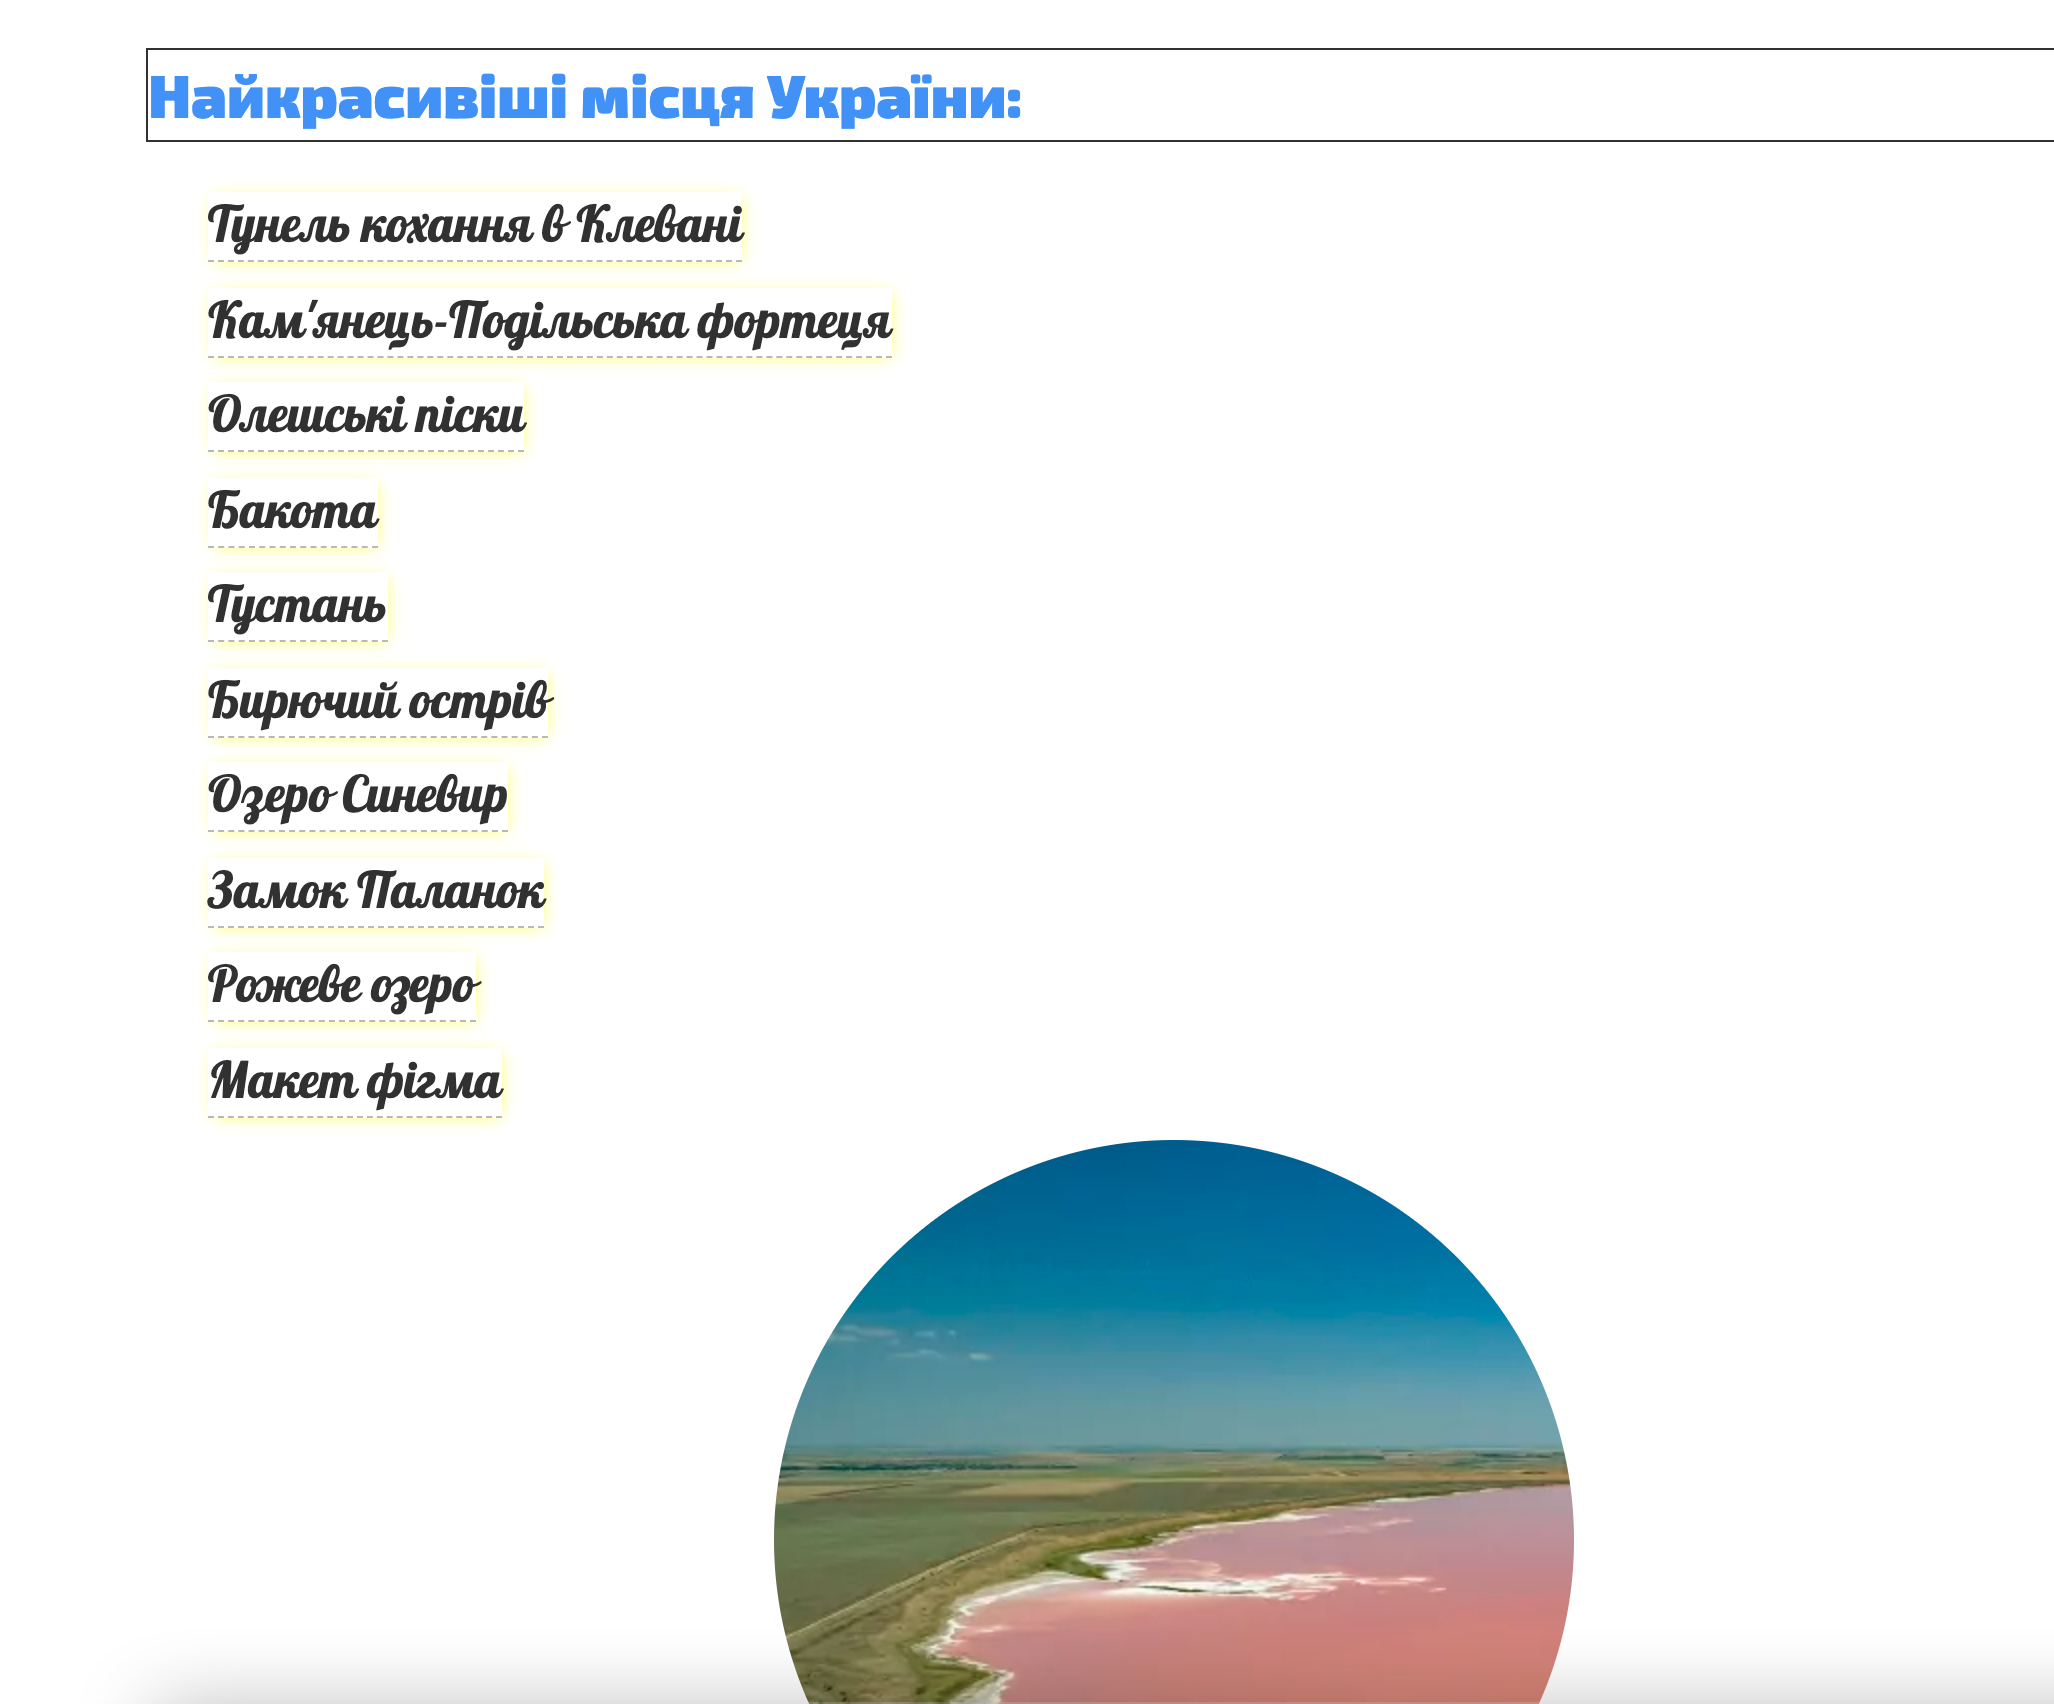 Найкрасивіші місця України:
Тунель кохання в Клевані
Кам'янець-Подільська фортеця
Олешські піски
Бакота
Тустань
Бирючий острів
Озеро Синевир
Замок Паланок
Рожеве озеро
Макет фігма